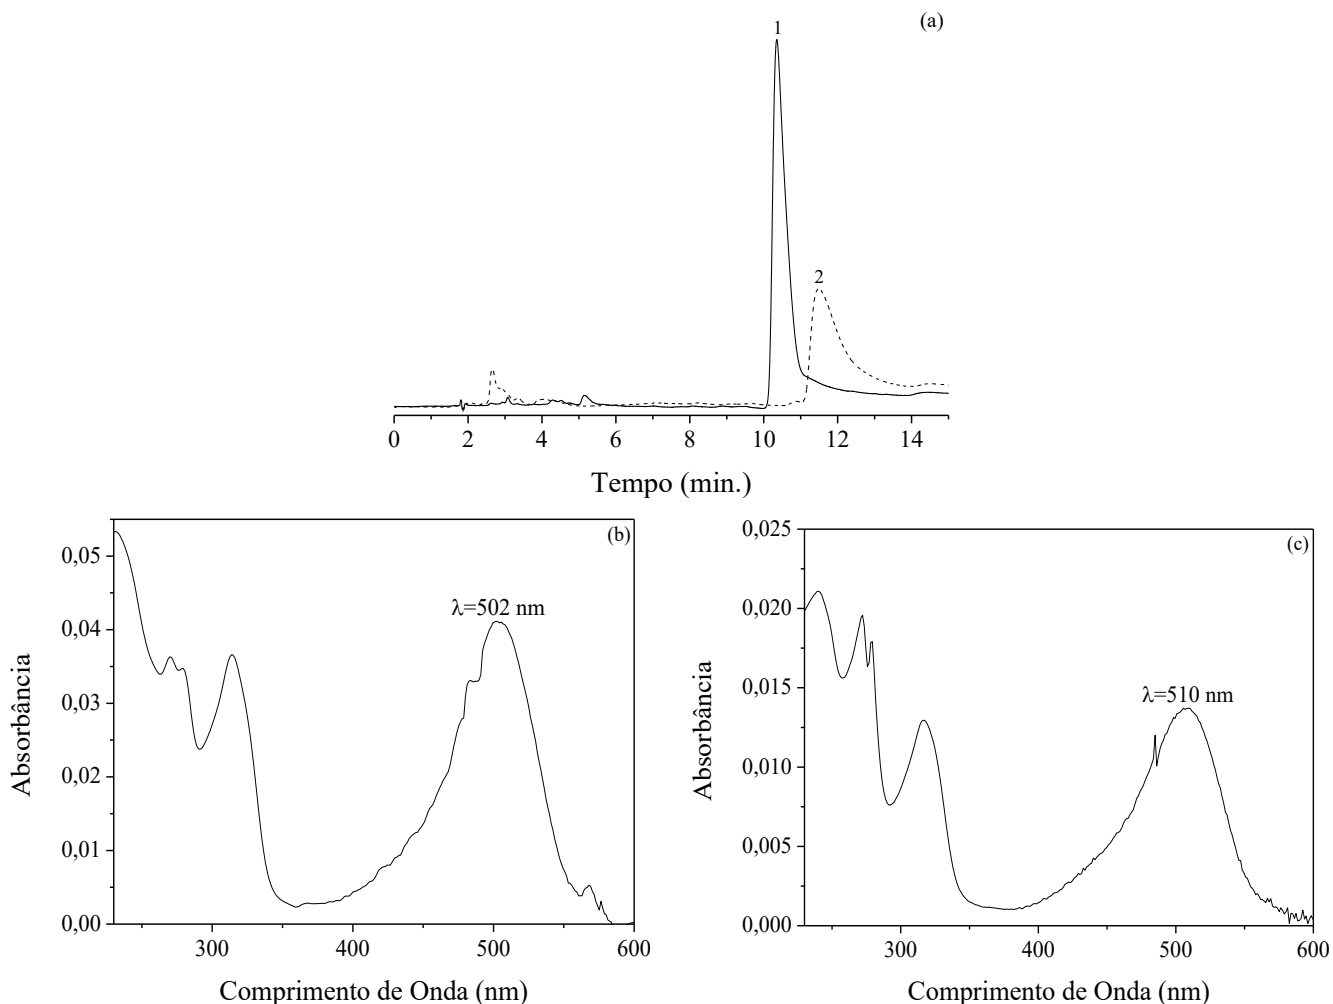 (a)
1
2
0 2 4 6 8 10 12 14
Tempo (min.)
(b)
0,05
0,04
0,03
0,02
0,01
0,00
λ=502 nm
Absorbância
300 400 500 600
Comprimento de Onda (nm)
(c)
0,025
0,020
0,015
0,010
0,005
0,000
λ=510 nm
Absorbância
300 400 500 600
Comprimento de Onda (nm)